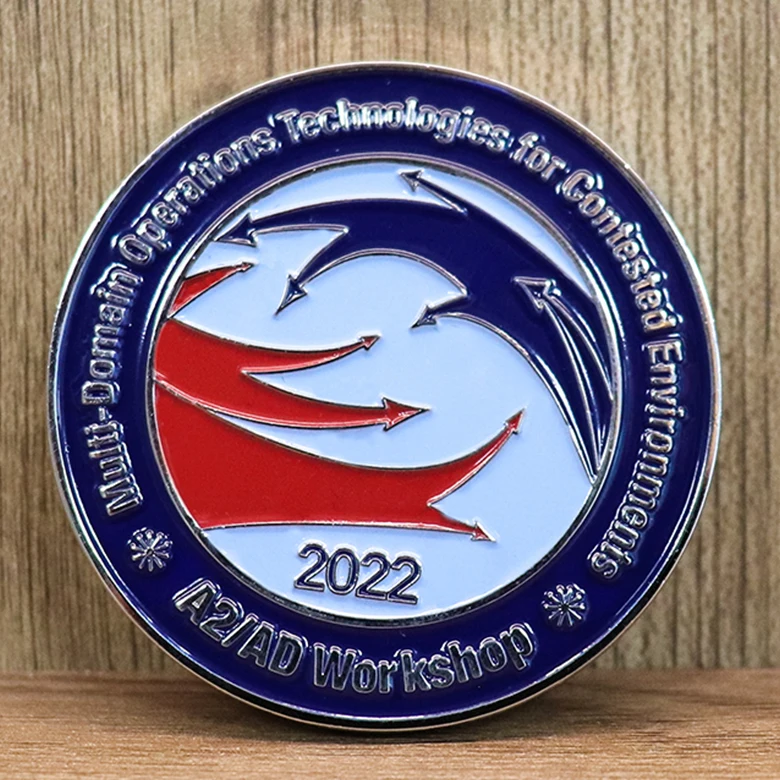 Multi-Domain Operations Technologies for Contested Environments
2022
A2/AD Workshop